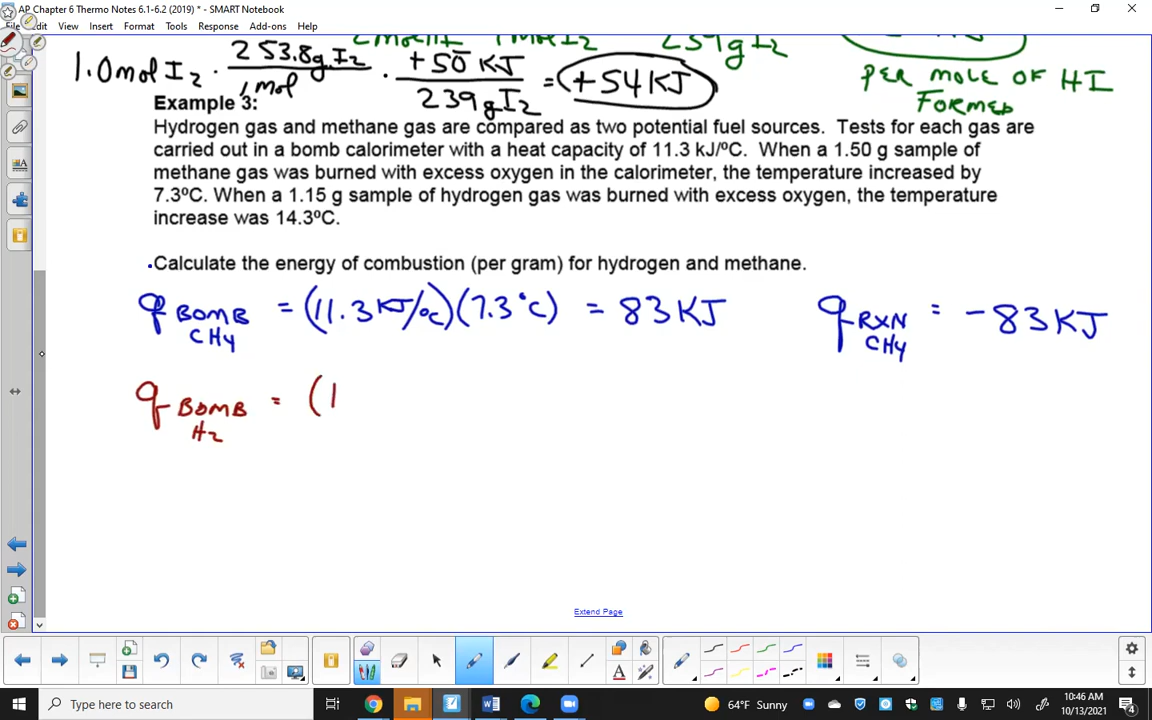 AP Chapter 6 Thermo Notes 6.1-6.2 (2019) * - SMART Notebook
Edit View Insert Format Tools Response Add-ons Help
1.0 mol I2 · 253.8 g I2 / 1 mol · +50 KJ / 239 g I2 = +54 KJ
239 g I2
PER MOLE OF HI
FORMED
Example 3:
Hydrogen gas and methane gas are compared as two potential fuel sources. Tests for each gas are
carried out in a bomb calorimeter with a heat capacity of 11.3 kJ/ºC. When a 1.50 g sample of
methane gas was burned with excess oxygen in the calorimeter, the temperature increased by
7.3ºC. When a 1.15 g sample of hydrogen gas was burned with excess oxygen, the temperature
increase was 14.3ºC.
Calculate the energy of combustion (per gram) for hydrogen and methane.
q BOMB CH4 = (11.3 KJ/°C)(7.3°C) = 83 KJ
q RXN CH4 = -83 KJ
q BOMB H2 = (1
Extend Page
Type here to search
64°F Sunny
10:46 AM
10/13/2021
4